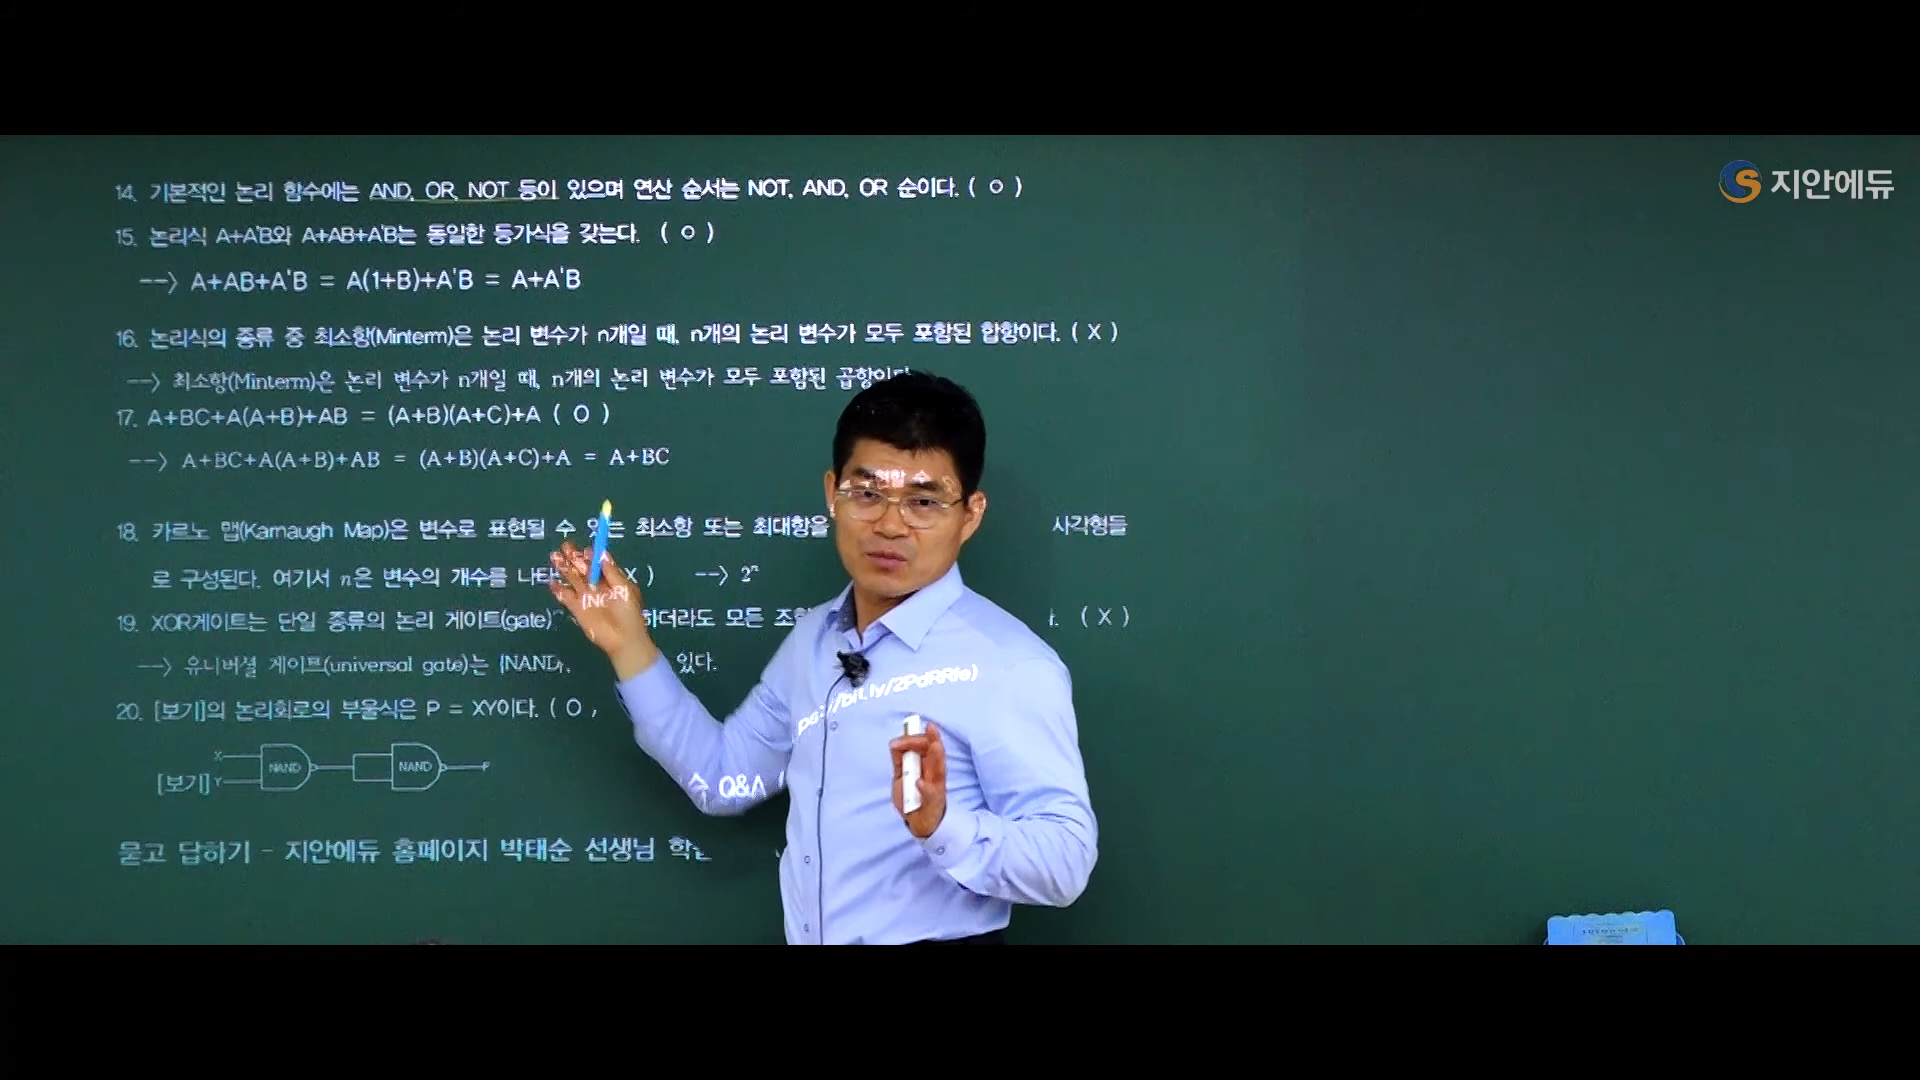 지안에듀
14. 기본적인 논리 함수에는 AND, OR, NOT 등이 있으며 연산 순서는 NOT, AND, OR 순이다. ( O )
15. 논리식 A+A'B와 A+AB+A'B는 동일한 등가식을 갖는다. ( O )
--> A+AB+A'B = A(1+B)+A'B = A+A'B
16. 논리식의 종류 중 최소항(Minterm)은 논리 변수가 n개일 때, n개의 논리 변수가 모두 포함된 합항이다. ( X )
--> 최소항(Minterm)은 논리 변수가 n개일 때, n개의 논리 변수가 모두 포함된 곱항이다
17. A+BC+A(A+B)+AB = (A+B)(A+C)+A ( O )
--> A+BC+A(A+B)+AB = (A+B)(A+C)+A = A+BC
18. 카르노 맵(Karnaugh Map)은 변수로 표현될 수 있는 최소항 또는 최대항을 사각형들
로 구성된다. 여기서 n은 변수의 개수를 X ) --> 2ⁿ
19. XOR게이트는 단일 종류의 논리 게이트(gate) 하더라도 모든 ( X )
--> 유니버셜 게이트(universal gate)는 (NAND), (NOR) 있다.
20. [보기]의 논리회로의 부울식은 P = XY이다. ( O
X NAND NAND P
[보기] Y
묻고 답하기 - 지안에듀 홈페이지 박태순 선생님
Q&A
//bit.ly/2PdRRfe)